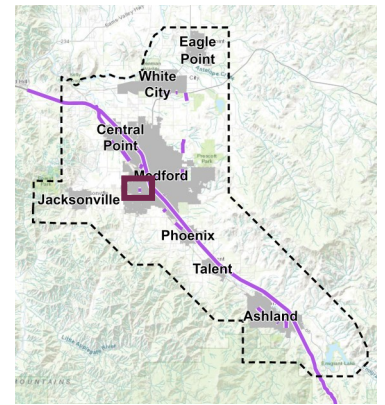 Eagle
Point
White
City
Central
Point
Medford
Jacksonville
Phoenix
Talent
Ashland
MOUNTAINS